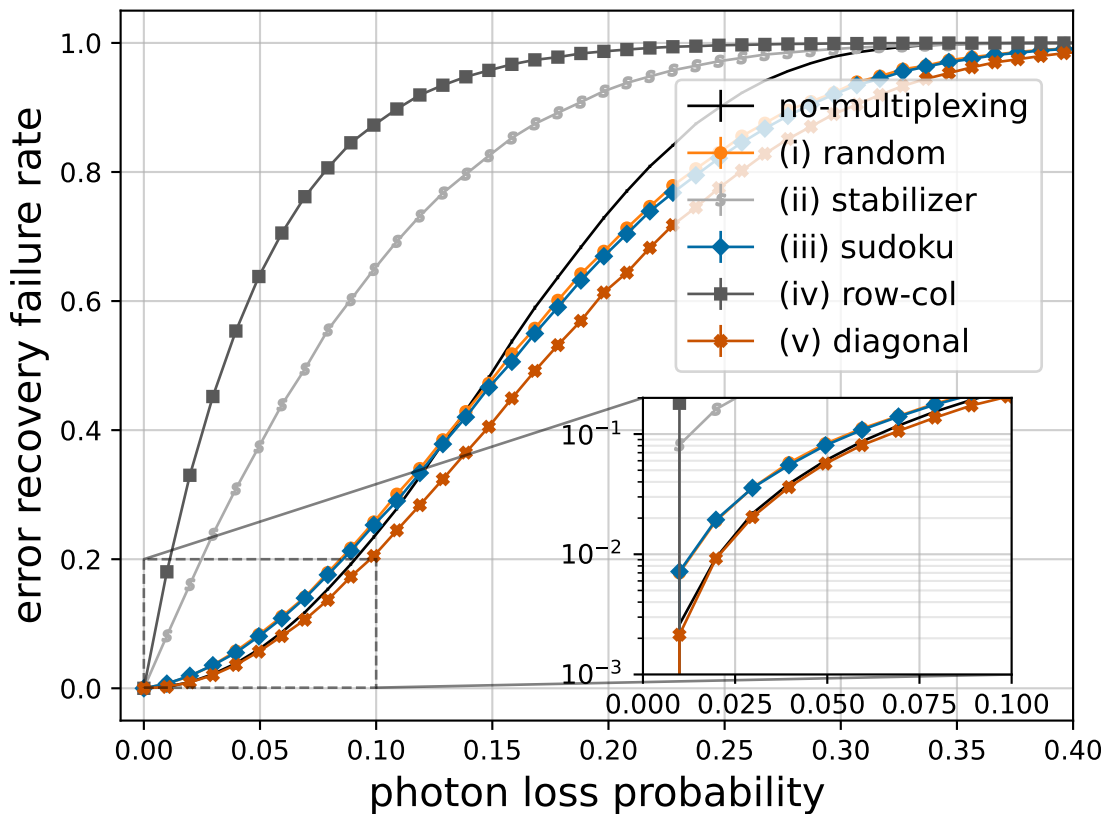 error recovery failure rate
1.0
0.8
0.6
0.4
0.2
0.0
no-multiplexing
(i) random
(ii) stabilizer
(iii) sudoku
(iv) row-col
(v) diagonal
10⁻¹
10⁻²
10⁻³
0.000 0.025 0.050 0.075 0.100
0.00 0.05 0.10 0.15 0.20 0.25 0.30 0.35 0.40
photon loss probability